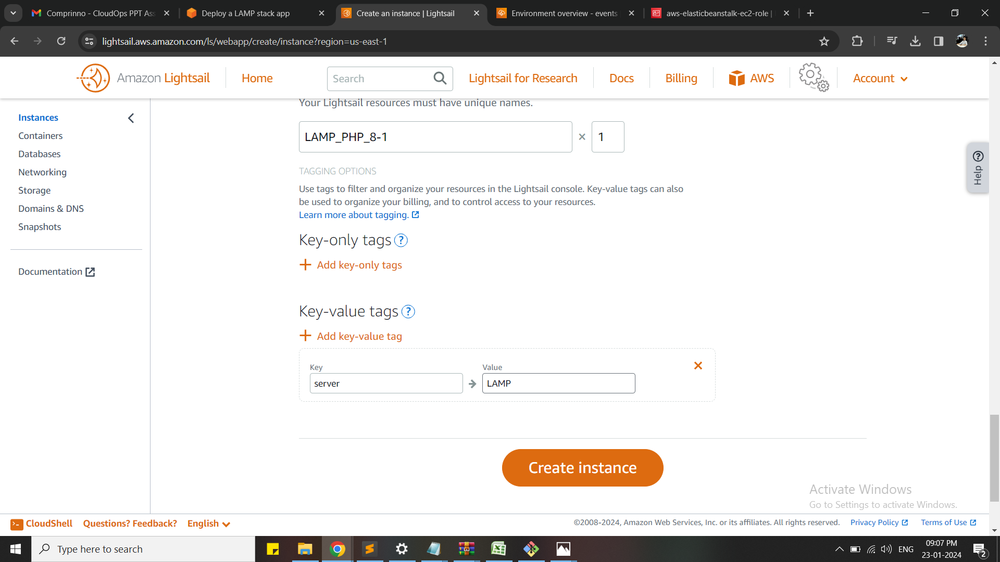 Comprinno - CloudOps PPT Ass
Deploy a LAMP stack app
Create an instance | Lightsail
Environment overview - events
aws-elasticbeanstalk-ec2-role |
lightsail.aws.amazon.com/ls/webapp/create/instance?region=us-east-1
Amazon Lightsail
Home
Search
Lightsail for Research
Docs
Billing
AWS
Account
Your Lightsail resources must have unique names.
Instances
Containers
Databases
Networking
Storage
Domains & DNS
Snapshots
Documentation
LAMP_PHP_8-1
×
1
TAGGING OPTIONS
Use tags to filter and organize your resources in the Lightsail console. Key-value tags can also
be used to organize your billing, and to control access to your resources.
Learn more about tagging.
Key-only tags ?
+ Add key-only tags
Key-value tags ?
+ Add key-value tag
Key
Value
server
LAMP
Create instance
Help ?
Activate Windows
Go to Settings to activate Windows.
CloudShell
Questions? Feedback?
English
©2008-2024, Amazon Web Services, Inc. or its affiliates. All rights reserved.
Privacy Policy
Terms of Use
Type here to search
ENG
09:07 PM
23-01-2024
2